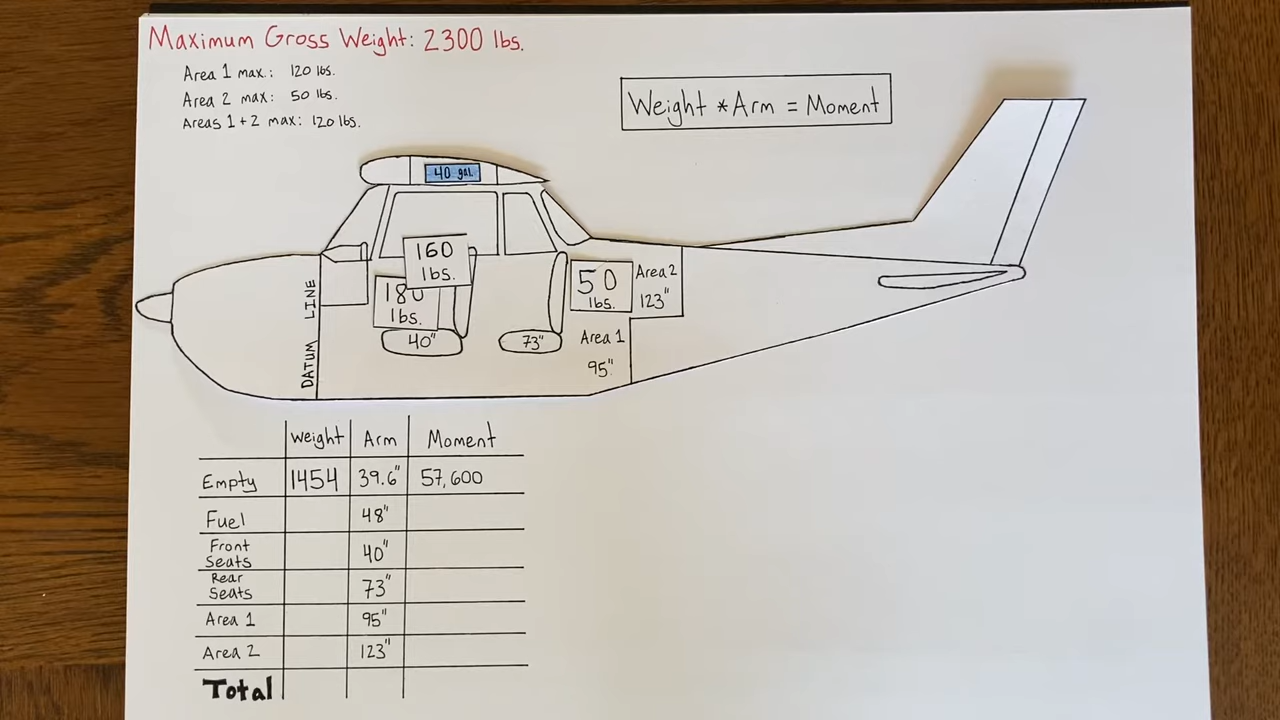 Maximum Gross Weight: 2300 lbs.
Area 1 max.: 120 lbs.
Area 2 max: 50 lbs.
Areas 1+2 max: 120 lbs.
Weight * Arm = Moment
40 gal.
160
lbs.
180
lbs.
50
lbs.
Area 2
123"
DATUM LINE
40"
73"
Area 1
95"
Weight Arm Moment
Empty 1454 39.6" 57,600
Fuel 48"
Front
Seats 40"
Rear
Seats 73"
Area 1 95"
Area 2 123"
Total